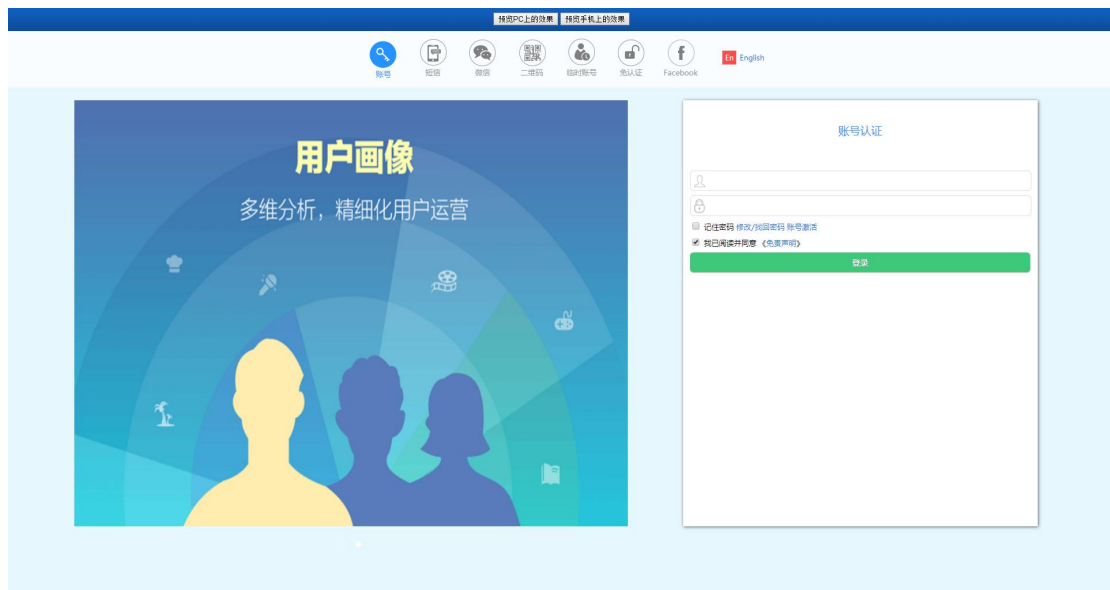 预览PC上的效果 预览手机上的效果
账号 短信 微信 二维码 临时账号 免认证 Facebook En English
用户画像
多维分析，精细化用户运营
账号认证
记住密码 修改/找回密码 账号激活
我已阅读并同意 《免责声明》
登录